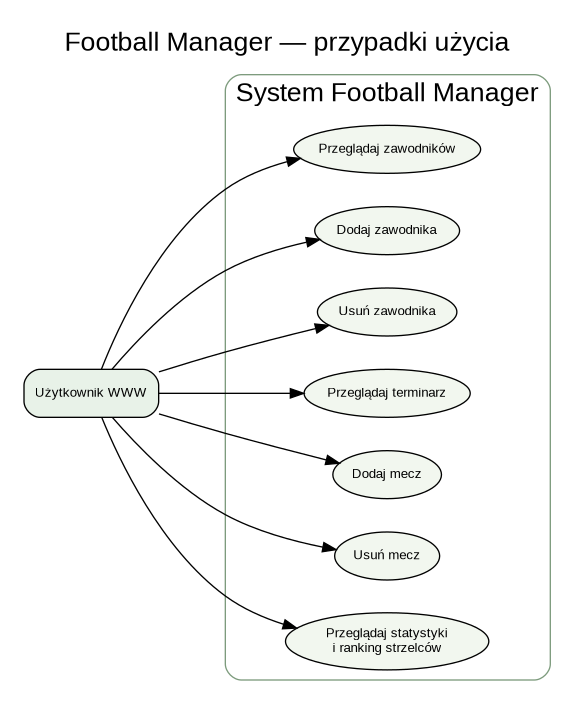 Football Manager — przypadki użycia
System Football Manager
Przeglądaj zawodników
Dodaj zawodnika
Usuń zawodnika
Użytkownik WWW
Przeglądaj terminarz
Dodaj mecz
Usuń mecz
Przeglądaj statystyki
i ranking strzelców